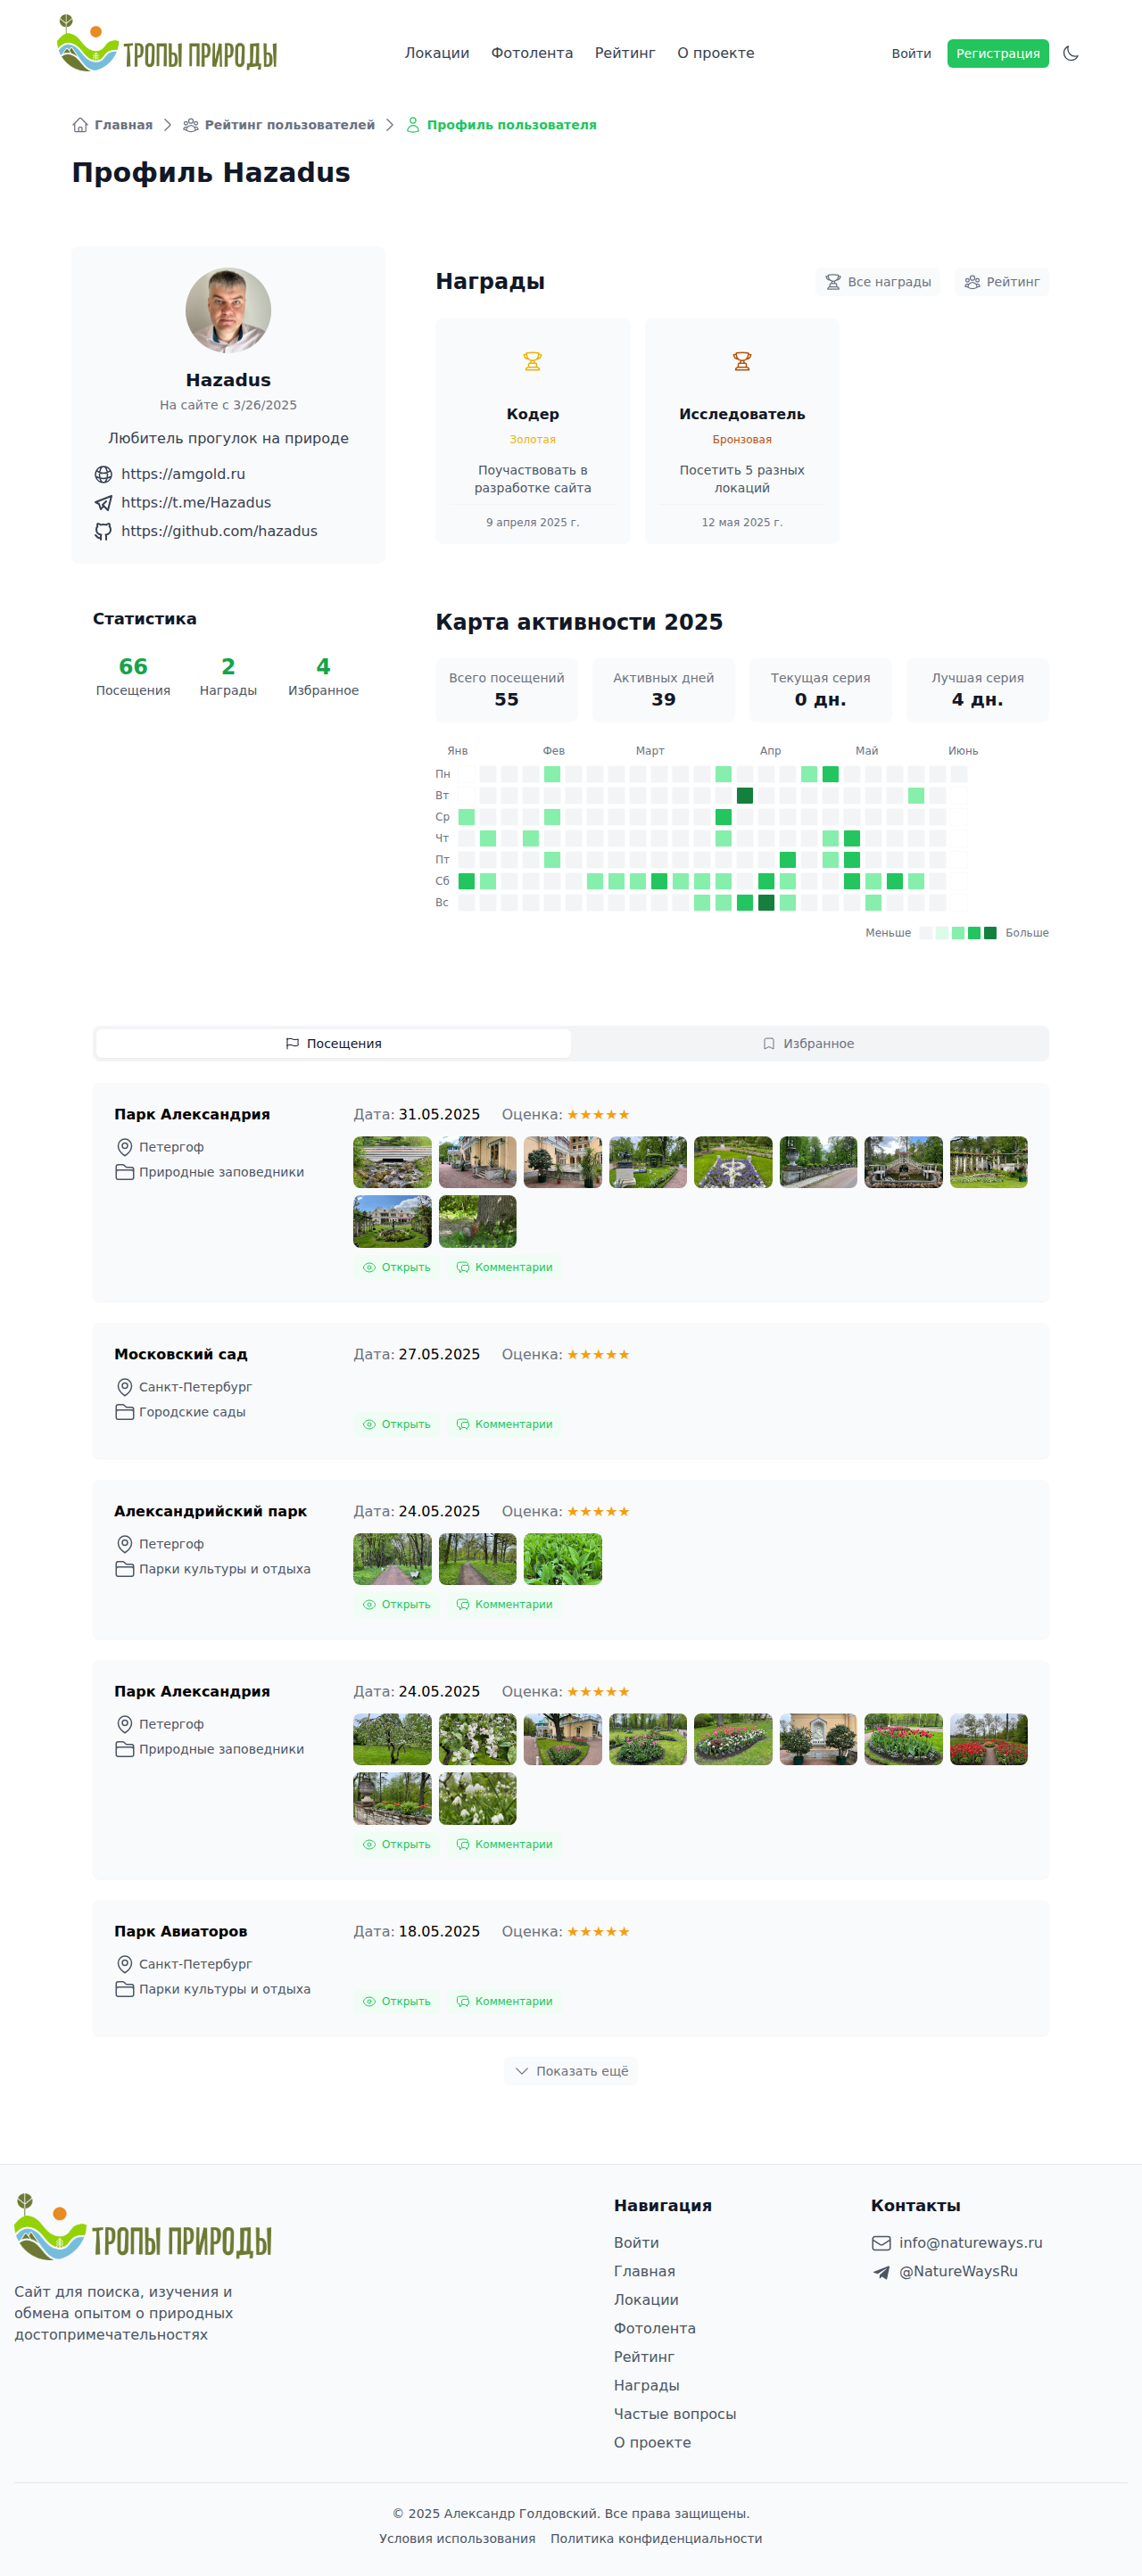 ТРОПЫ ПРИРОДЫ
Локации
Фотолента
Рейтинг
О проекте
Войти
Регистрация
Главная
Рейтинг пользователей
Профиль пользователя
Профиль Hazadus
Hazadus
На сайте с 3/26/2025
Любитель прогулок на природе
https://amgold.ru
https://t.me/Hazadus
https://github.com/hazadus
Награды
Все награды
Рейтинг
Кодер
Золотая
Поучаствовать в
разработке сайта
9 апреля 2025 г.
Исследователь
Бронзовая
Посетить 5 разных
локаций
12 мая 2025 г.
Статистика
66
Посещения
2
Награды
4
Избранное
Карта активности 2025
Всего посещений
55
Активных дней
39
Текущая серия
0 дн.
Лучшая серия
4 дн.
Янв
Фев
Март
Апр
Май
Июнь
Пн
Вт
Ср
Чт
Пт
Сб
Вс
Меньше
Больше
Посещения
Избранное
Парк Александрия
Петергоф
Природные заповедники
Дата: 31.05.2025
Оценка: ★★★★★
Открыть
Комментарии
Московский сад
Санкт-Петербург
Городские сады
Дата: 27.05.2025
Оценка: ★★★★★
Открыть
Комментарии
Александрийский парк
Петергоф
Парки культуры и отдыха
Дата: 24.05.2025
Оценка: ★★★★★
Открыть
Комментарии
Парк Александрия
Петергоф
Природные заповедники
Дата: 24.05.2025
Оценка: ★★★★★
Открыть
Комментарии
Парк Авиаторов
Санкт-Петербург
Парки культуры и отдыха
Дата: 18.05.2025
Оценка: ★★★★★
Открыть
Комментарии
Показать ещё
ТРОПЫ ПРИРОДЫ
Сайт для поиска, изучения и
обмена опытом о природных
достопримечательностях
Навигация
Войти
Главная
Локации
Фотолента
Рейтинг
Награды
Частые вопросы
О проекте
Контакты
info@natureways.ru
@NatureWaysRu
© 2025 Александр Голдовский. Все права защищены.
Условия использования
Политика конфиденциальности